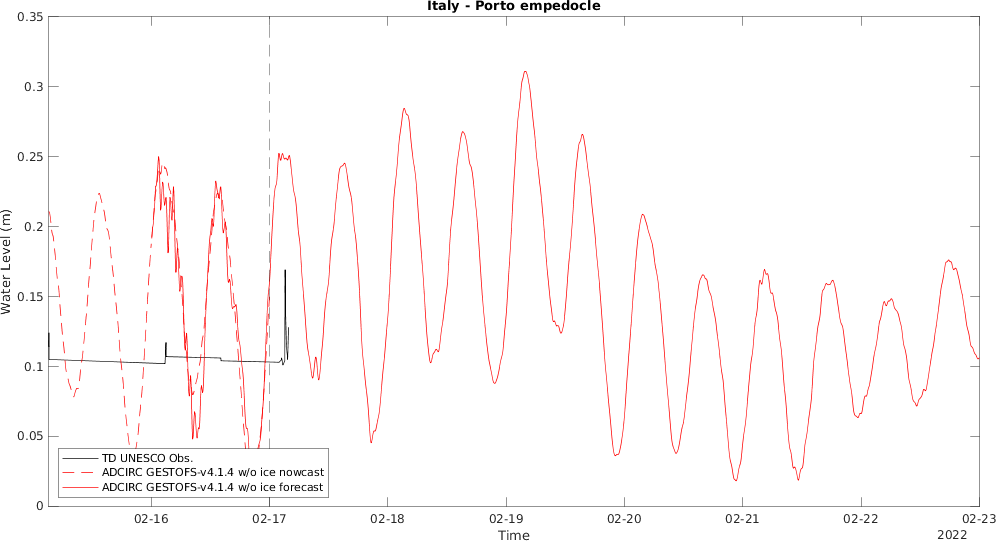 Italy - Porto empedocle
0.35
0.3
0.25
0.2
0.15
0.1
0.05
0
Water Level (m)
TD UNESCO Obs.
ADCIRC GESTOFS-v4.1.4 w/o ice nowcast
ADCIRC GESTOFS-v4.1.4 w/o ice forecast
02-16 02-17 02-18 02-19 02-20 02-21 02-22 02-23
Time
2022